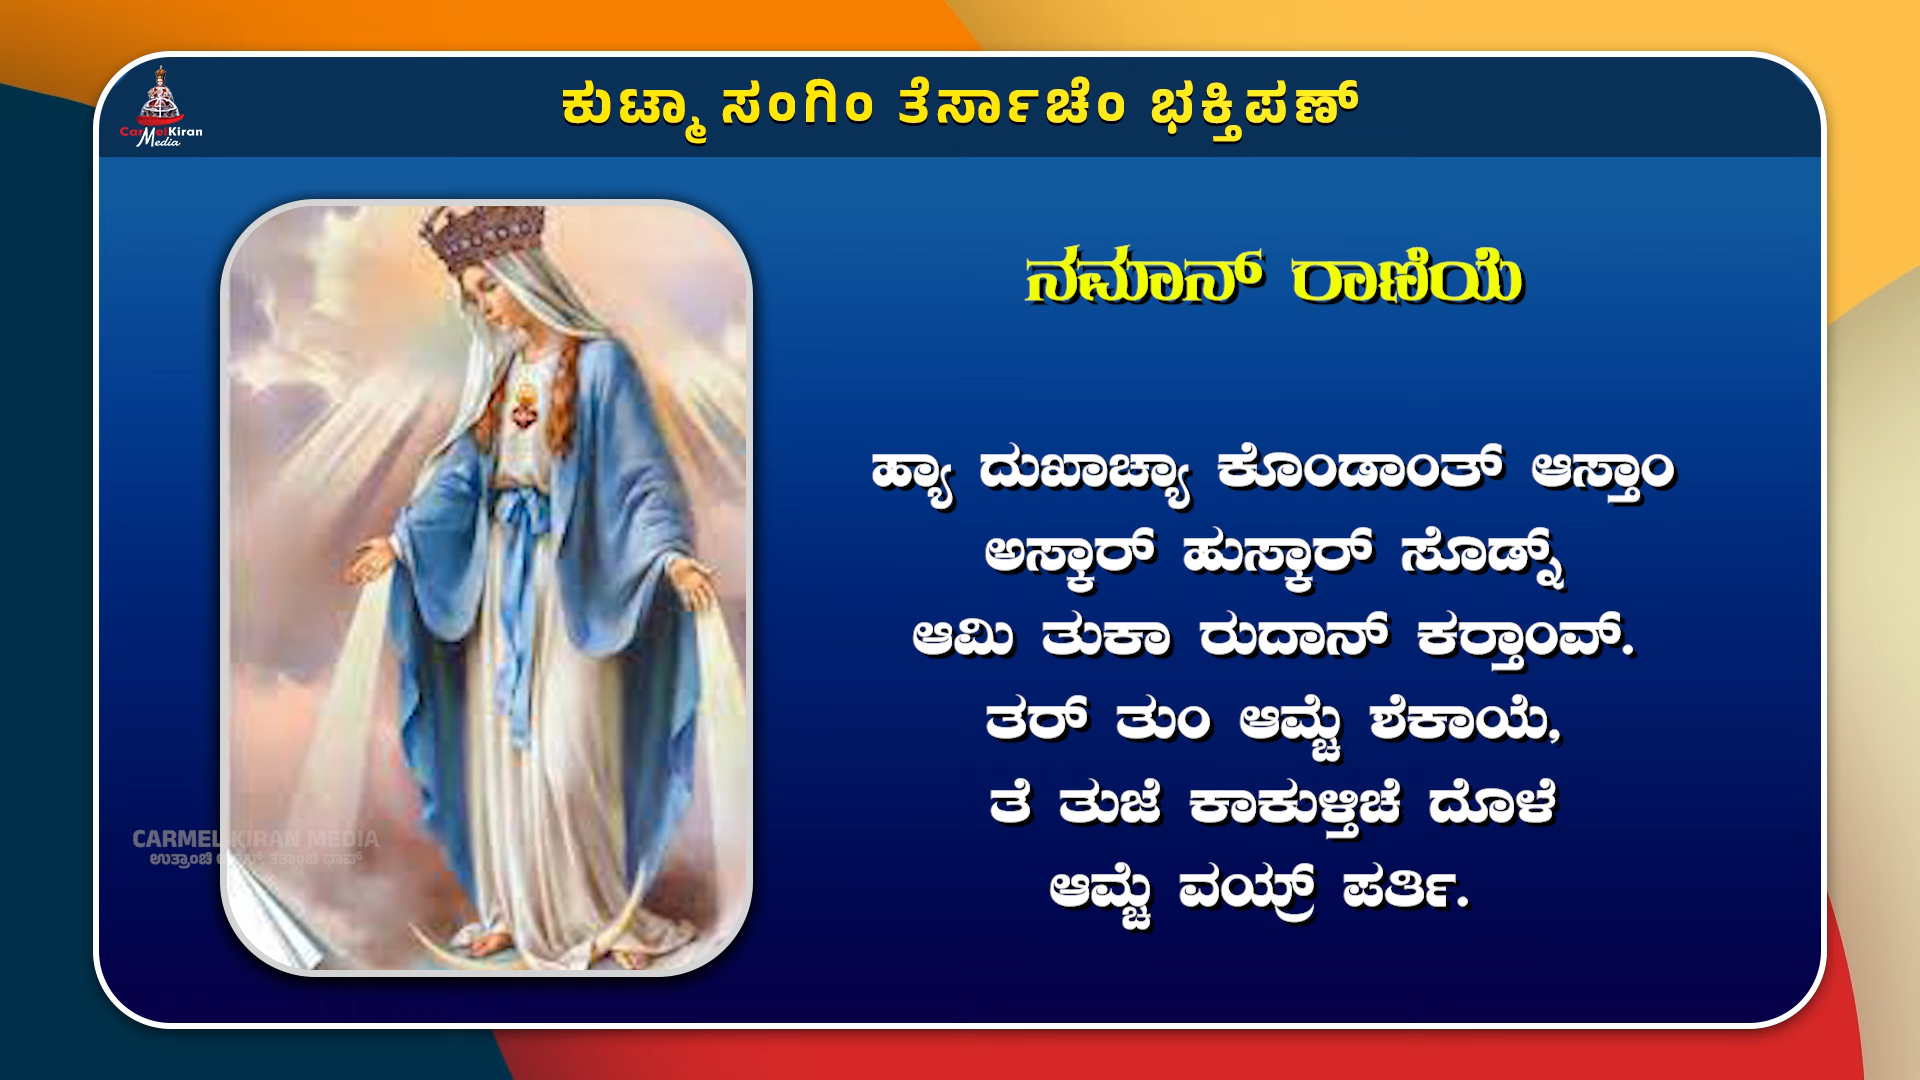 ಕುಟ್ಮಾ ಸಂಗಿಂ ತೆರ್ಸಾಚೆಂ ಭಕ್ತಿಪಣ್
CarmelKiran
Media
ನಮಾನ್ ರಾಣಿಯೆ
ಹ್ಯಾ ದುಖಾಚ್ಯಾ ಕೊಂಡಾಂತ್ ಆಸ್ತಾಂ
ಅಸ್ಕಾರ್ ಹುಸ್ಕಾರ್ ಸೊಡ್ನ್
ಆಮಿ ತುಕಾ ರುದಾನ್ ಕರ‍್ತಾಂವ್.
ತರ್ ತುಂ ಆಮ್ಚೆ ಶೆಕಾಯೆ,
ತೆ ತುಜೆ ಕಾಕುಳ್ತಿಚೆ ದೊಳೆ
ಆಮ್ಚೆ ವಯ್ರ್ ಪರ್ತಿ.
CARMEL KIRAN MEDIA